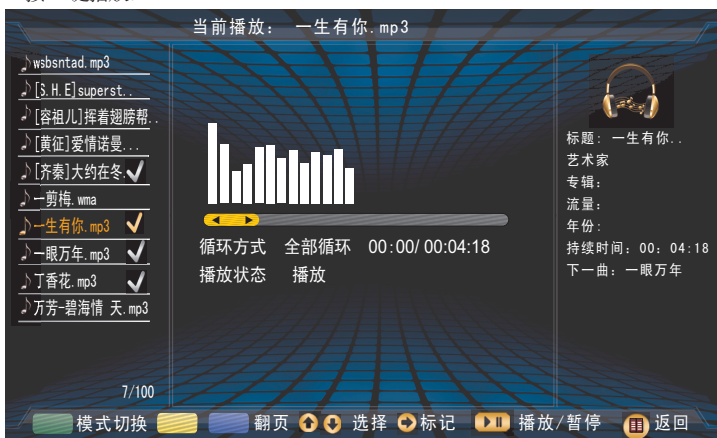 当前播放： 一生有你.mp3
wsbsntad.mp3
[S.H.E]superst..
[容祖儿]挥着翅膀帮..
[黄征]爱情诺曼...
[齐秦]大约在冬.
一剪梅.wma
一生有你.mp3
一眼万年.mp3
丁香花.mp3
万芳-碧海情 天.mp3
7/100
循环方式 全部循环 00:00/ 00:04:18
播放状态 播放
标题: 一生有你..
艺术家
专辑:
流量:
年份:
持续时间: 00: 04:18
下一曲: 一眼万年
模式切换 翻页 选择 标记 播放/暂停 返回